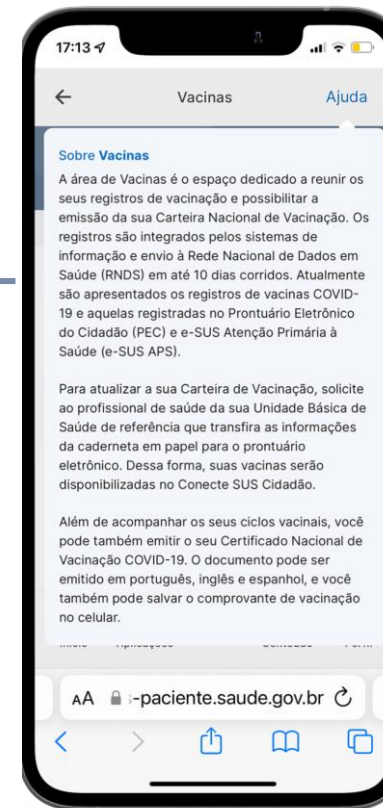 17:13
Vacinas
Ajuda
Sobre Vacinas
A área de Vacinas é o espaço dedicado a reunir os
seus registros de vacinação e possibilitar a
emissão da sua Carteira Nacional de Vacinação. Os
registros são integrados pelos sistemas de
informação e envio à Rede Nacional de Dados em
Saúde (RNDS) em até 10 dias corridos. Atualmente
são apresentados os registros de vacinas COVID-
19 e aquelas registradas no Prontuário Eletrônico
do Cidadão (PEC) e e-SUS Atenção Primária à
Saúde (e-SUS APS).
Para atualizar a sua Carteira de Vacinação, solicite
ao profissional de saúde da sua Unidade Básica de
Saúde de referência que transfira as informações
da caderneta em papel para o prontuário
eletrônico. Dessa forma, suas vacinas serão
disponibilizadas no Conecte SUS Cidadão.
Além de acompanhar os seus ciclos vacinais, você
pode também emitir o seu Certificado Nacional de
Vacinação COVID-19. O documento pode ser
emitido em português, inglês e espanhol, e você
também pode salvar o comprovante de vacinação
no celular.
AA -paciente.saude.gov.br